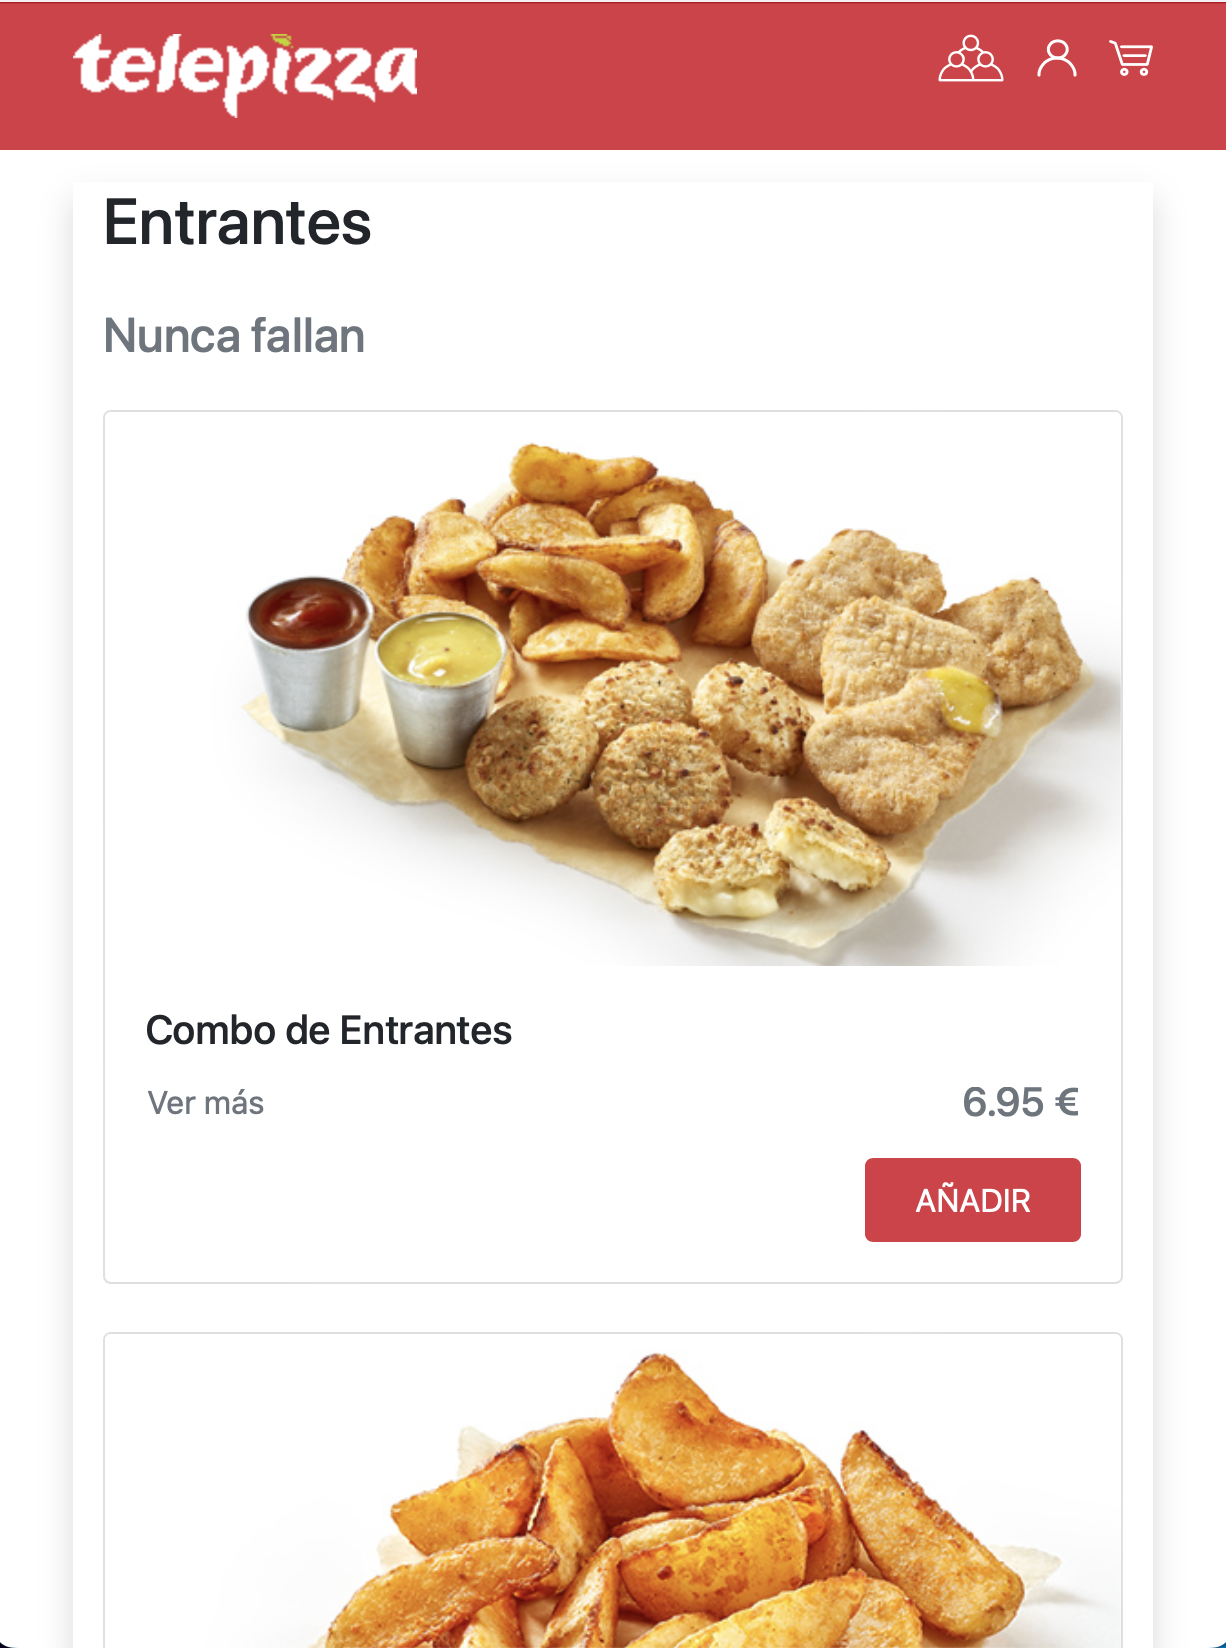 telepizza
Entrantes
Nunca fallan
Combo de Entrantes
Ver más
6.95 €
AÑADIR